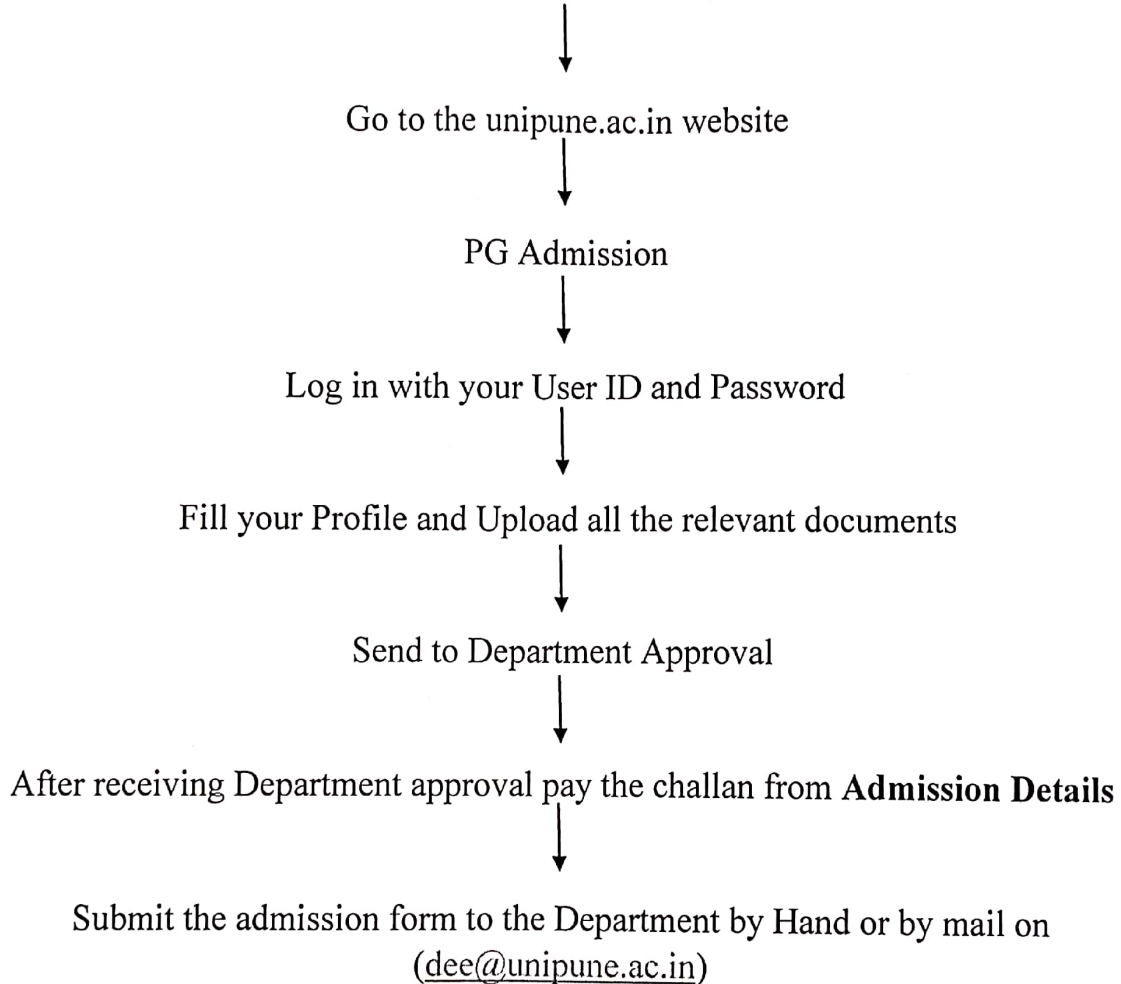 Go to the unipune.ac.in website
PG Admission
Log in with your User ID and Password
Fill your Profile and Upload all the relevant documents
Send to Department Approval
After receiving Department approval pay the challan from Admission Details
Submit the admission form to the Department by Hand or by mail on
(dee@unipune.ac.in)